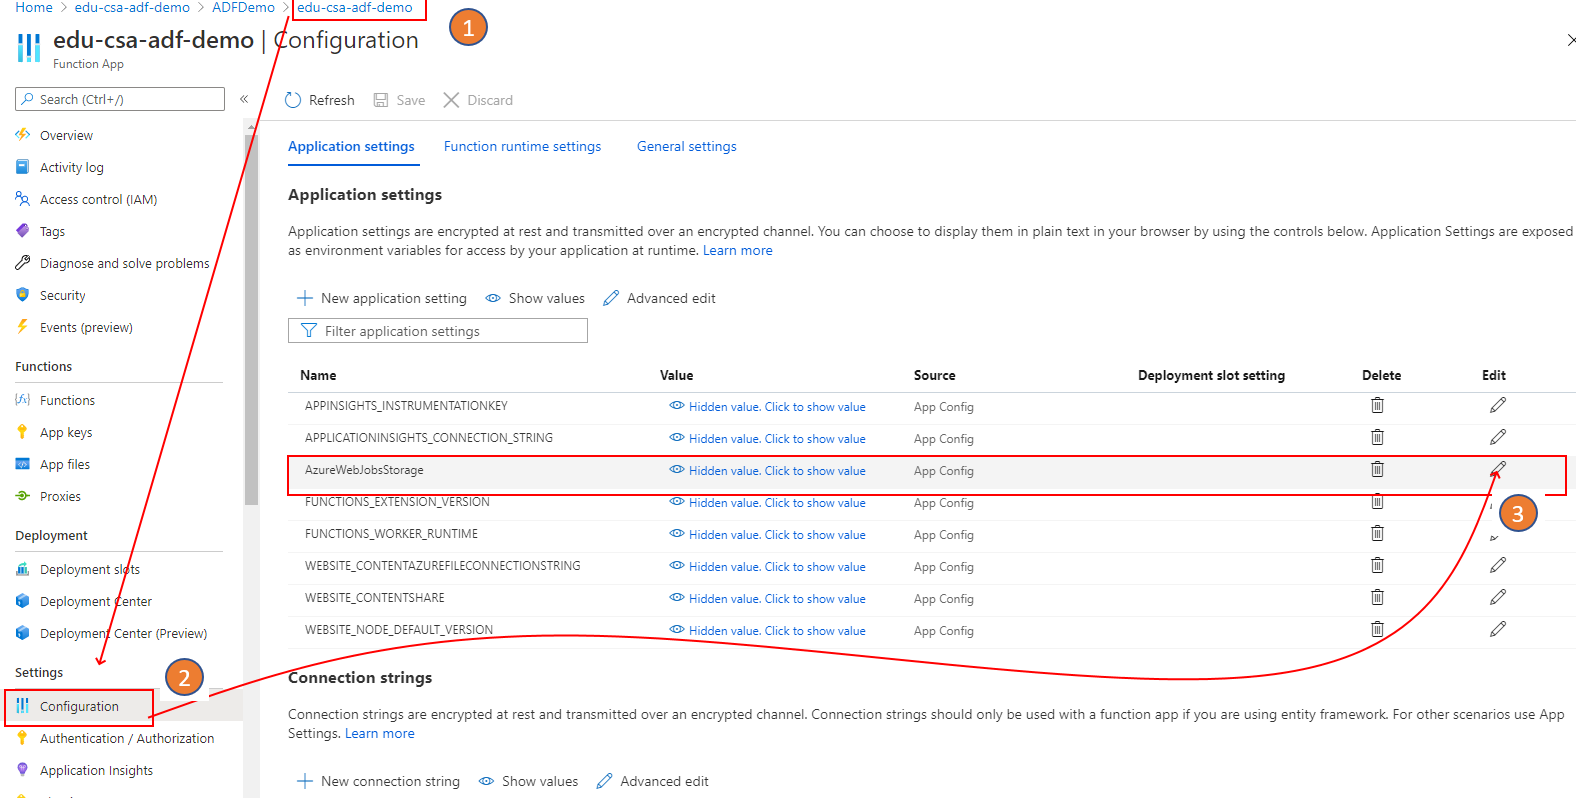 Home > edu-csa-adf-demo > ADFDemo > edu-csa-adf-demo
1
edu-csa-adf-demo | Configuration
Function App
Search (Ctrl+/)
«
Refresh
Save
Discard
Overview
Activity log
Access control (IAM)
Tags
Diagnose and solve problems
Security
Events (preview)
Functions
Functions
App keys
App files
Proxies
Deployment
Deployment slots
Deployment Center
Deployment Center (Preview)
Settings
2
Configuration
Authentication / Authorization
Application Insights
Application settings
Function runtime settings
General settings
Application settings
Application settings are encrypted at rest and transmitted over an encrypted channel. You can choose to display them in plain text in your browser by using the controls below. Application Settings are exposed
as environment variables for access by your application at runtime. Learn more
New application setting
Show values
Advanced edit
Filter application settings
Name Value Source Deployment slot setting Delete Edit
APPINSIGHTS_INSTRUMENTATIONKEY Hidden value. Click to show value App Config
APPLICATIONINSIGHTS_CONNECTION_STRING Hidden value. Click to show value App Config
AzureWebJobsStorage Hidden value. Click to show value App Config
FUNCTIONS_EXTENSION_VERSION Hidden value. Click to show value App Config
3
FUNCTIONS_WORKER_RUNTIME Hidden value. Click to show value App Config
WEBSITE_CONTENTAZUREFILECONNECTIONSTRING Hidden value. Click to show value App Config
WEBSITE_CONTENTSHARE Hidden value. Click to show value App Config
WEBSITE_NODE_DEFAULT_VERSION Hidden value. Click to show value App Config
Connection strings
Connection strings are encrypted at rest and transmitted over an encrypted channel. Connection strings should only be used with a function app if you are using entity framework. For other scenarios use App
Settings. Learn more
New connection string
Show values
Advanced edit